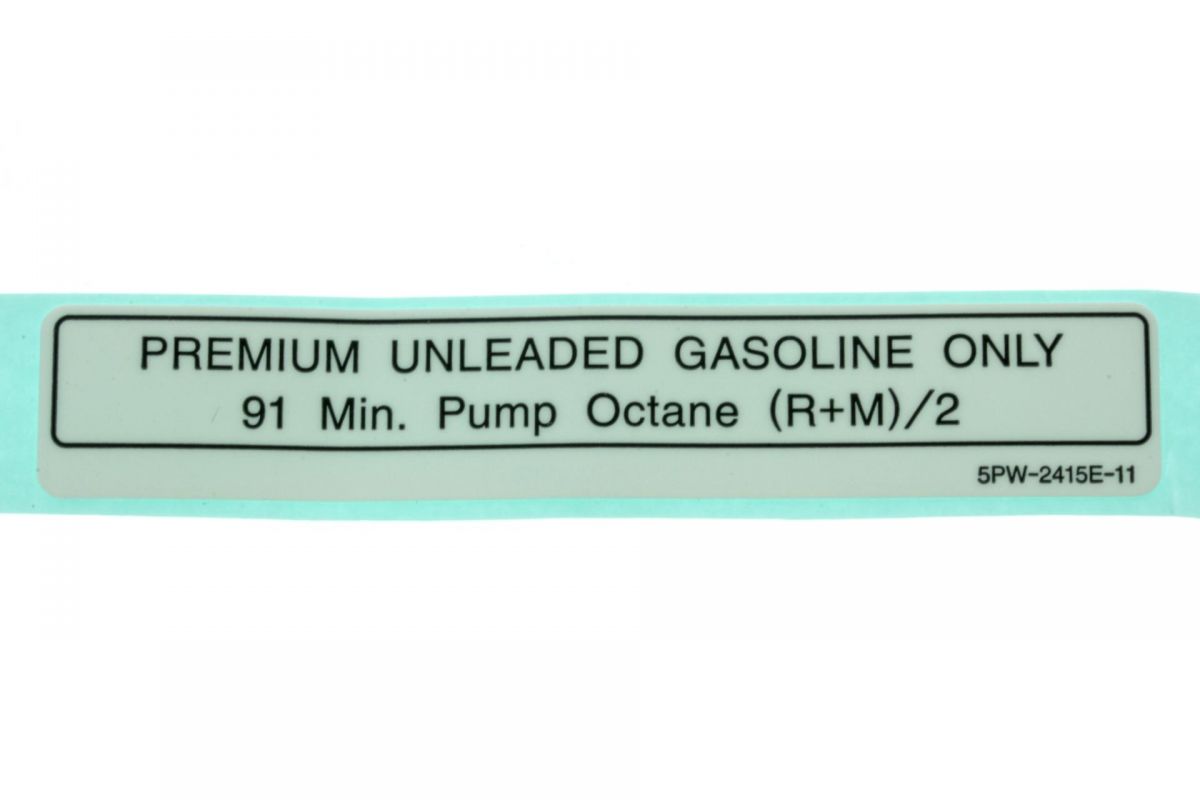 PREMIUM UNLEADED GASOLINE ONLY
91 Min. Pump Octane (R+M)/2
5PW-2415E-11